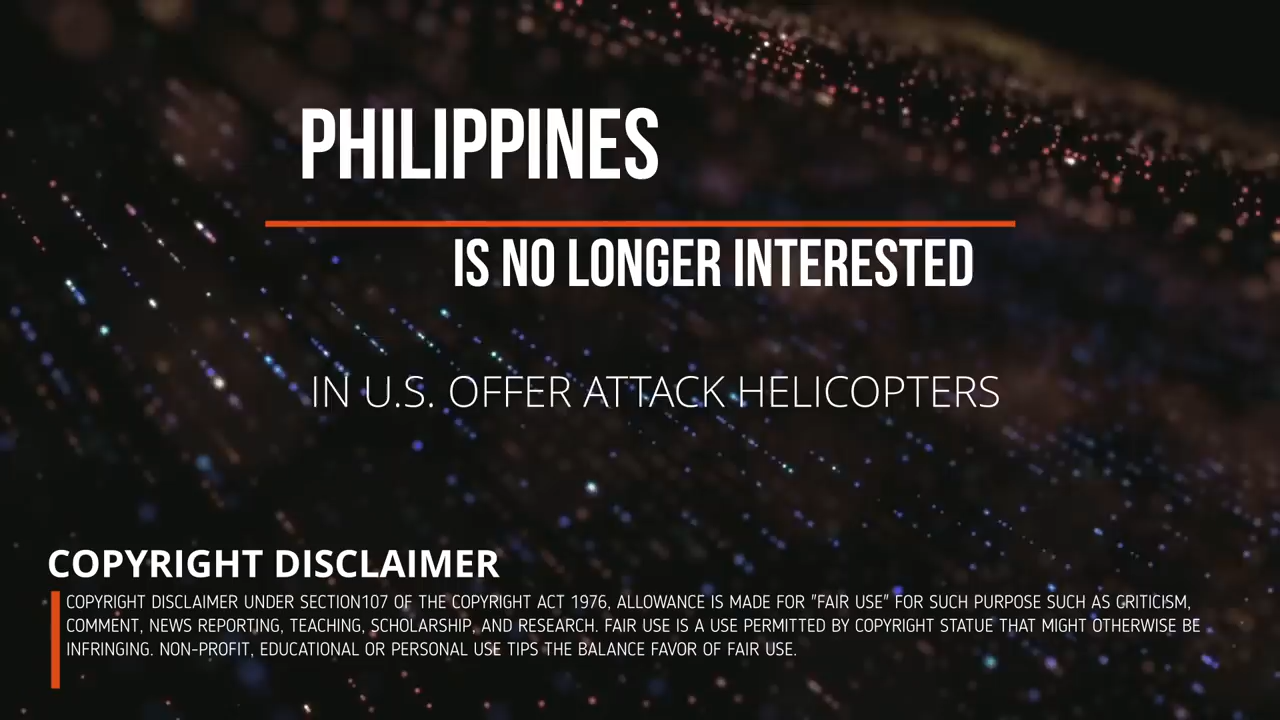 PHILIPPINES
IS NO LONGER INTERESTED
IN U.S. OFFER ATTACK HELICOPTERS
COPYRIGHT DISCLAIMER
COPYRIGHT DISCLAIMER UNDER SECTION107 OF THE COPYRIGHT ACT 1976, ALLOWANCE IS MADE FOR "FAIR USE" FOR SUCH PURPOSE SUCH AS CRITICISM,
COMMENT, NEWS REPORTING, TEACHING, SCHOLARSHIP, AND RESEARCH. FAIR USE IS A USE PERMITTED BY COPYRIGHT STATUE THAT MIGHT OTHERWISE BE
INFRINGING. NON-PROFIT, EDUCATIONAL OR PERSONAL USE TIPS THE BALANCE FAVOR OF FAIR USE.